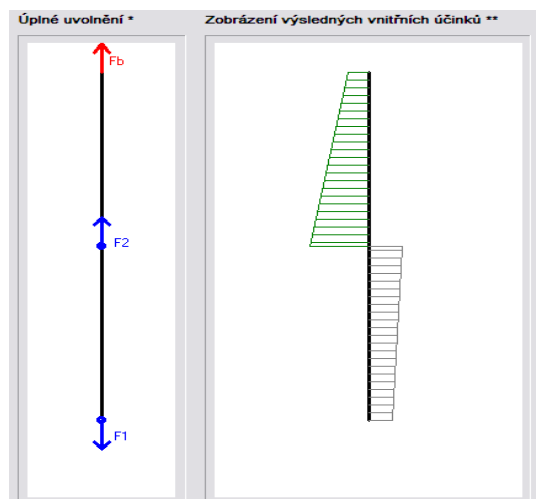 Úplné uvolnění *
Zobrazení výsledných vnitřních účinků **
Fb
F2
F1